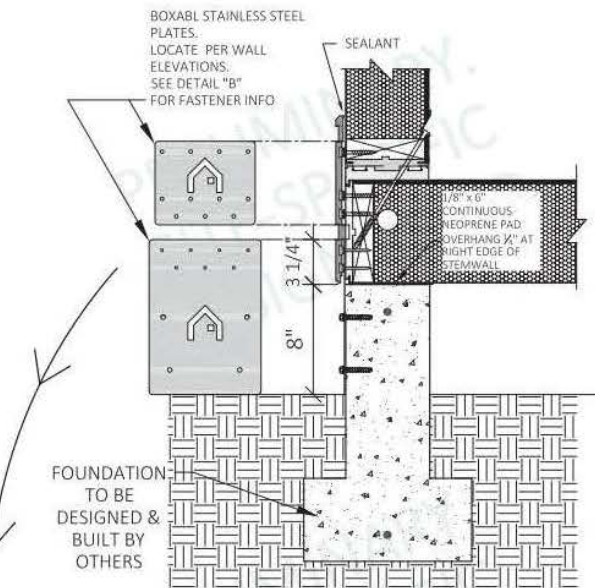 BOXABL STAINLESS STEEL
PLATES.
LOCATE PER WALL
ELEVATIONS.
SEE DETAIL "B"
FOR FASTENER INFO
SEALANT
1/8" x 6"
CONTINUOUS
NEOPRENE PAD
OVERHANG ¼" AT
RIGHT EDGE OF
STEMWALL
3 1/4"
8"
FOUNDATION
TO BE
DESIGNED &
BUILT BY
OTHERS